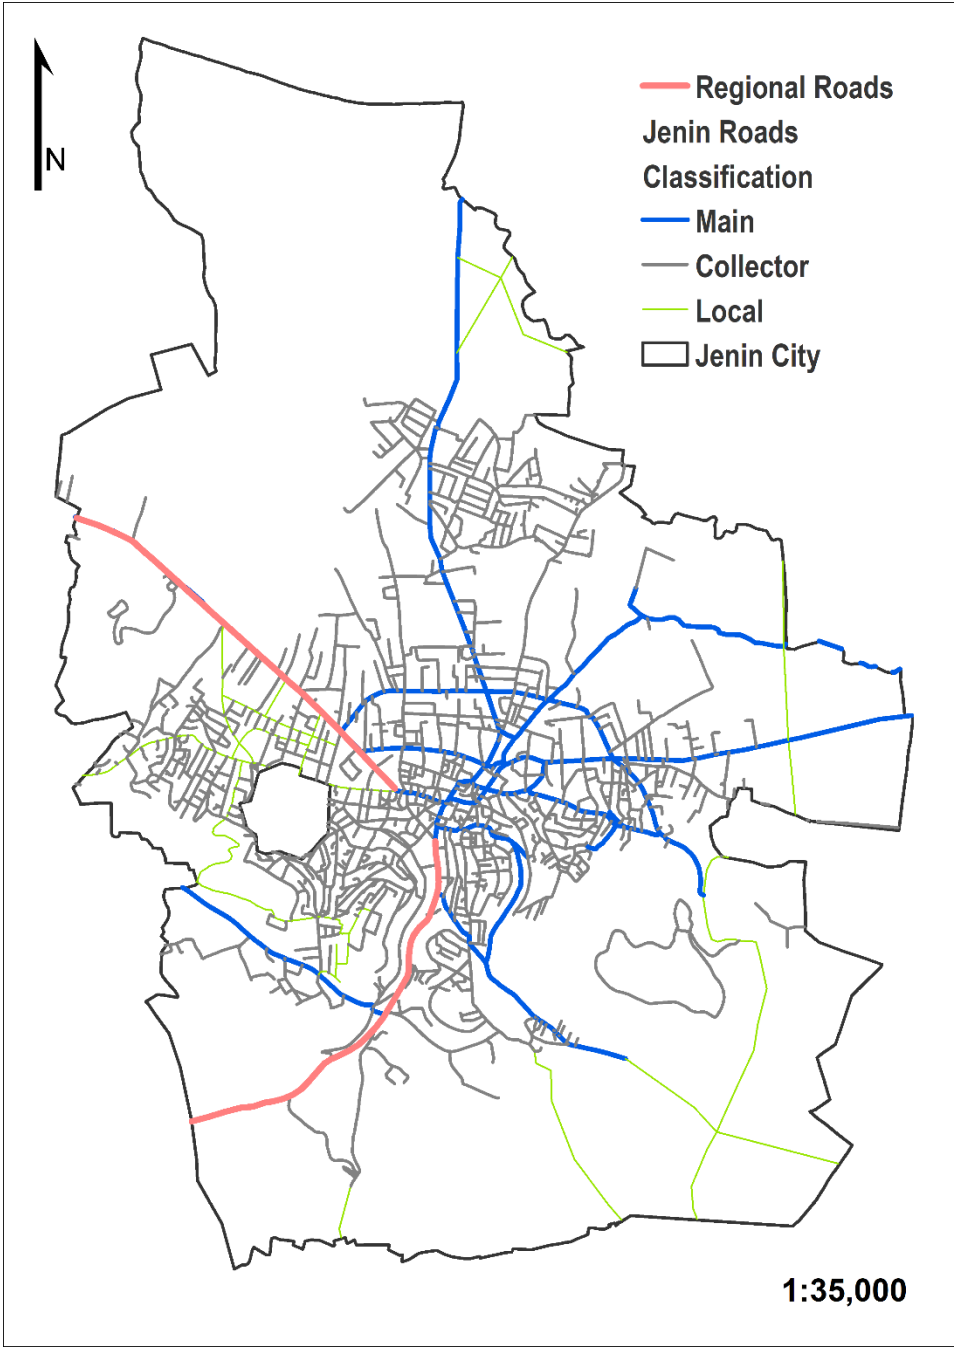 N
Regional Roads
Jenin Roads
Classification
Main
Collector
Local
Jenin City
1:35,000